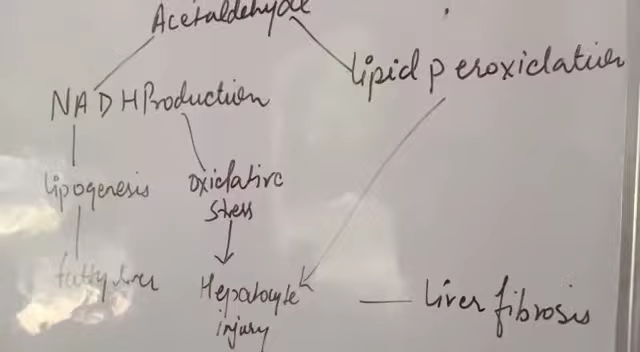 Acetaldehyde
NADH Production
lipid peroxidation
lipogenesis
oxidative
stress
fatty liver
Hepatocyte
injury
liver fibrosis